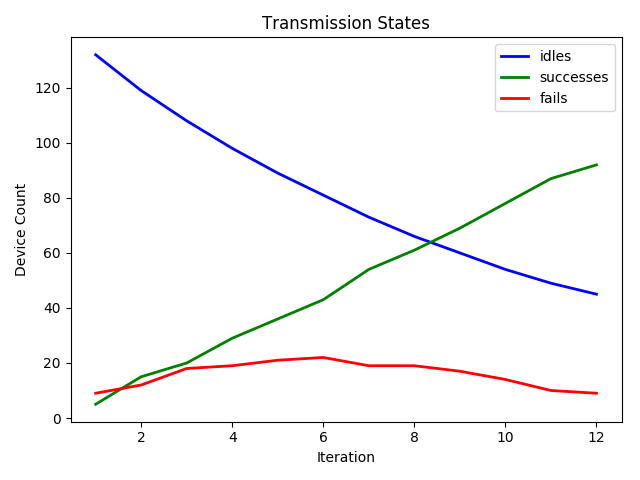 Transmission States
idles
successes
fails
Device Count
120
100
80
60
40
20
0
2 4 6 8 10 12
Iteration